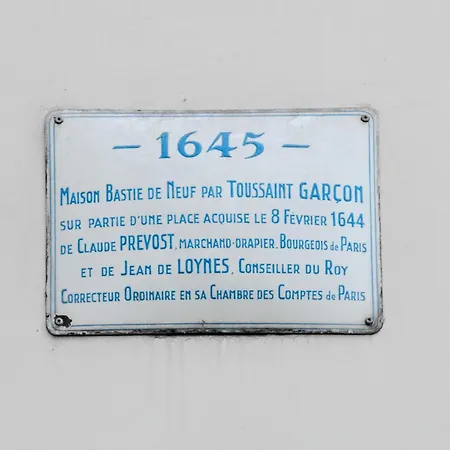 – 1645 –
Maison Bastie de Neuf par Toussaint GARÇON
sur partie d'une place acquise le 8 Février 1644
de Claude PREVOST, marchand-drapier, Bourgeois de Paris
et de Jean de LOYNES, Conseiller du Roy
Correcteur Ordinaire en sa Chambre des Comptes de Paris